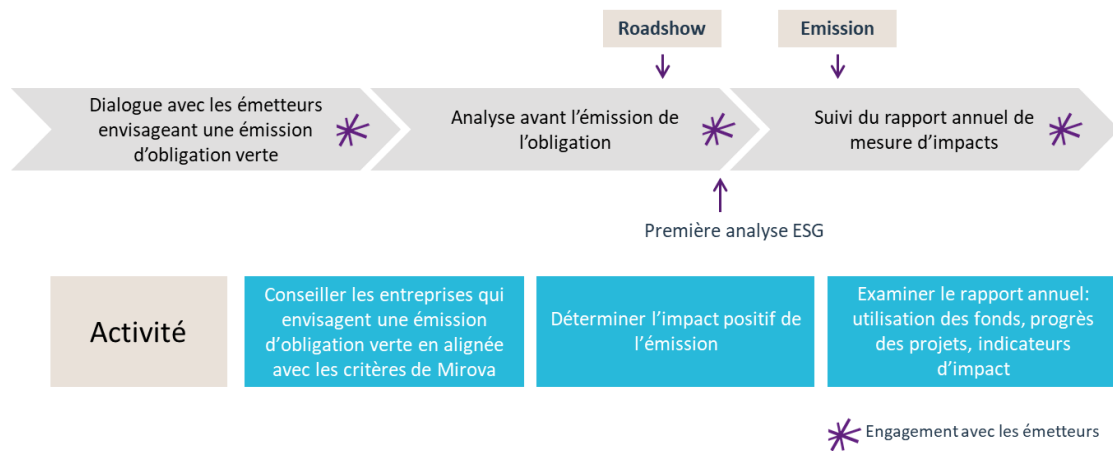 Roadshow
Emission
Dialogue avec les émetteurs
envisageant une émission
d’obligation verte
Analyse avant l’émission de
l’obligation
Suivi du rapport annuel de
mesure d’impacts
Première analyse ESG
Activité
Conseiller les entreprises qui
envisagent une émission
d’obligation verte en alignée
avec les critères de Mirova
Déterminer l’impact positif de
l’émission
Examiner le rapport annuel:
utilisation des fonds, progrès
des projets, indicateurs
d’impact
Engagement avec les émetteurs